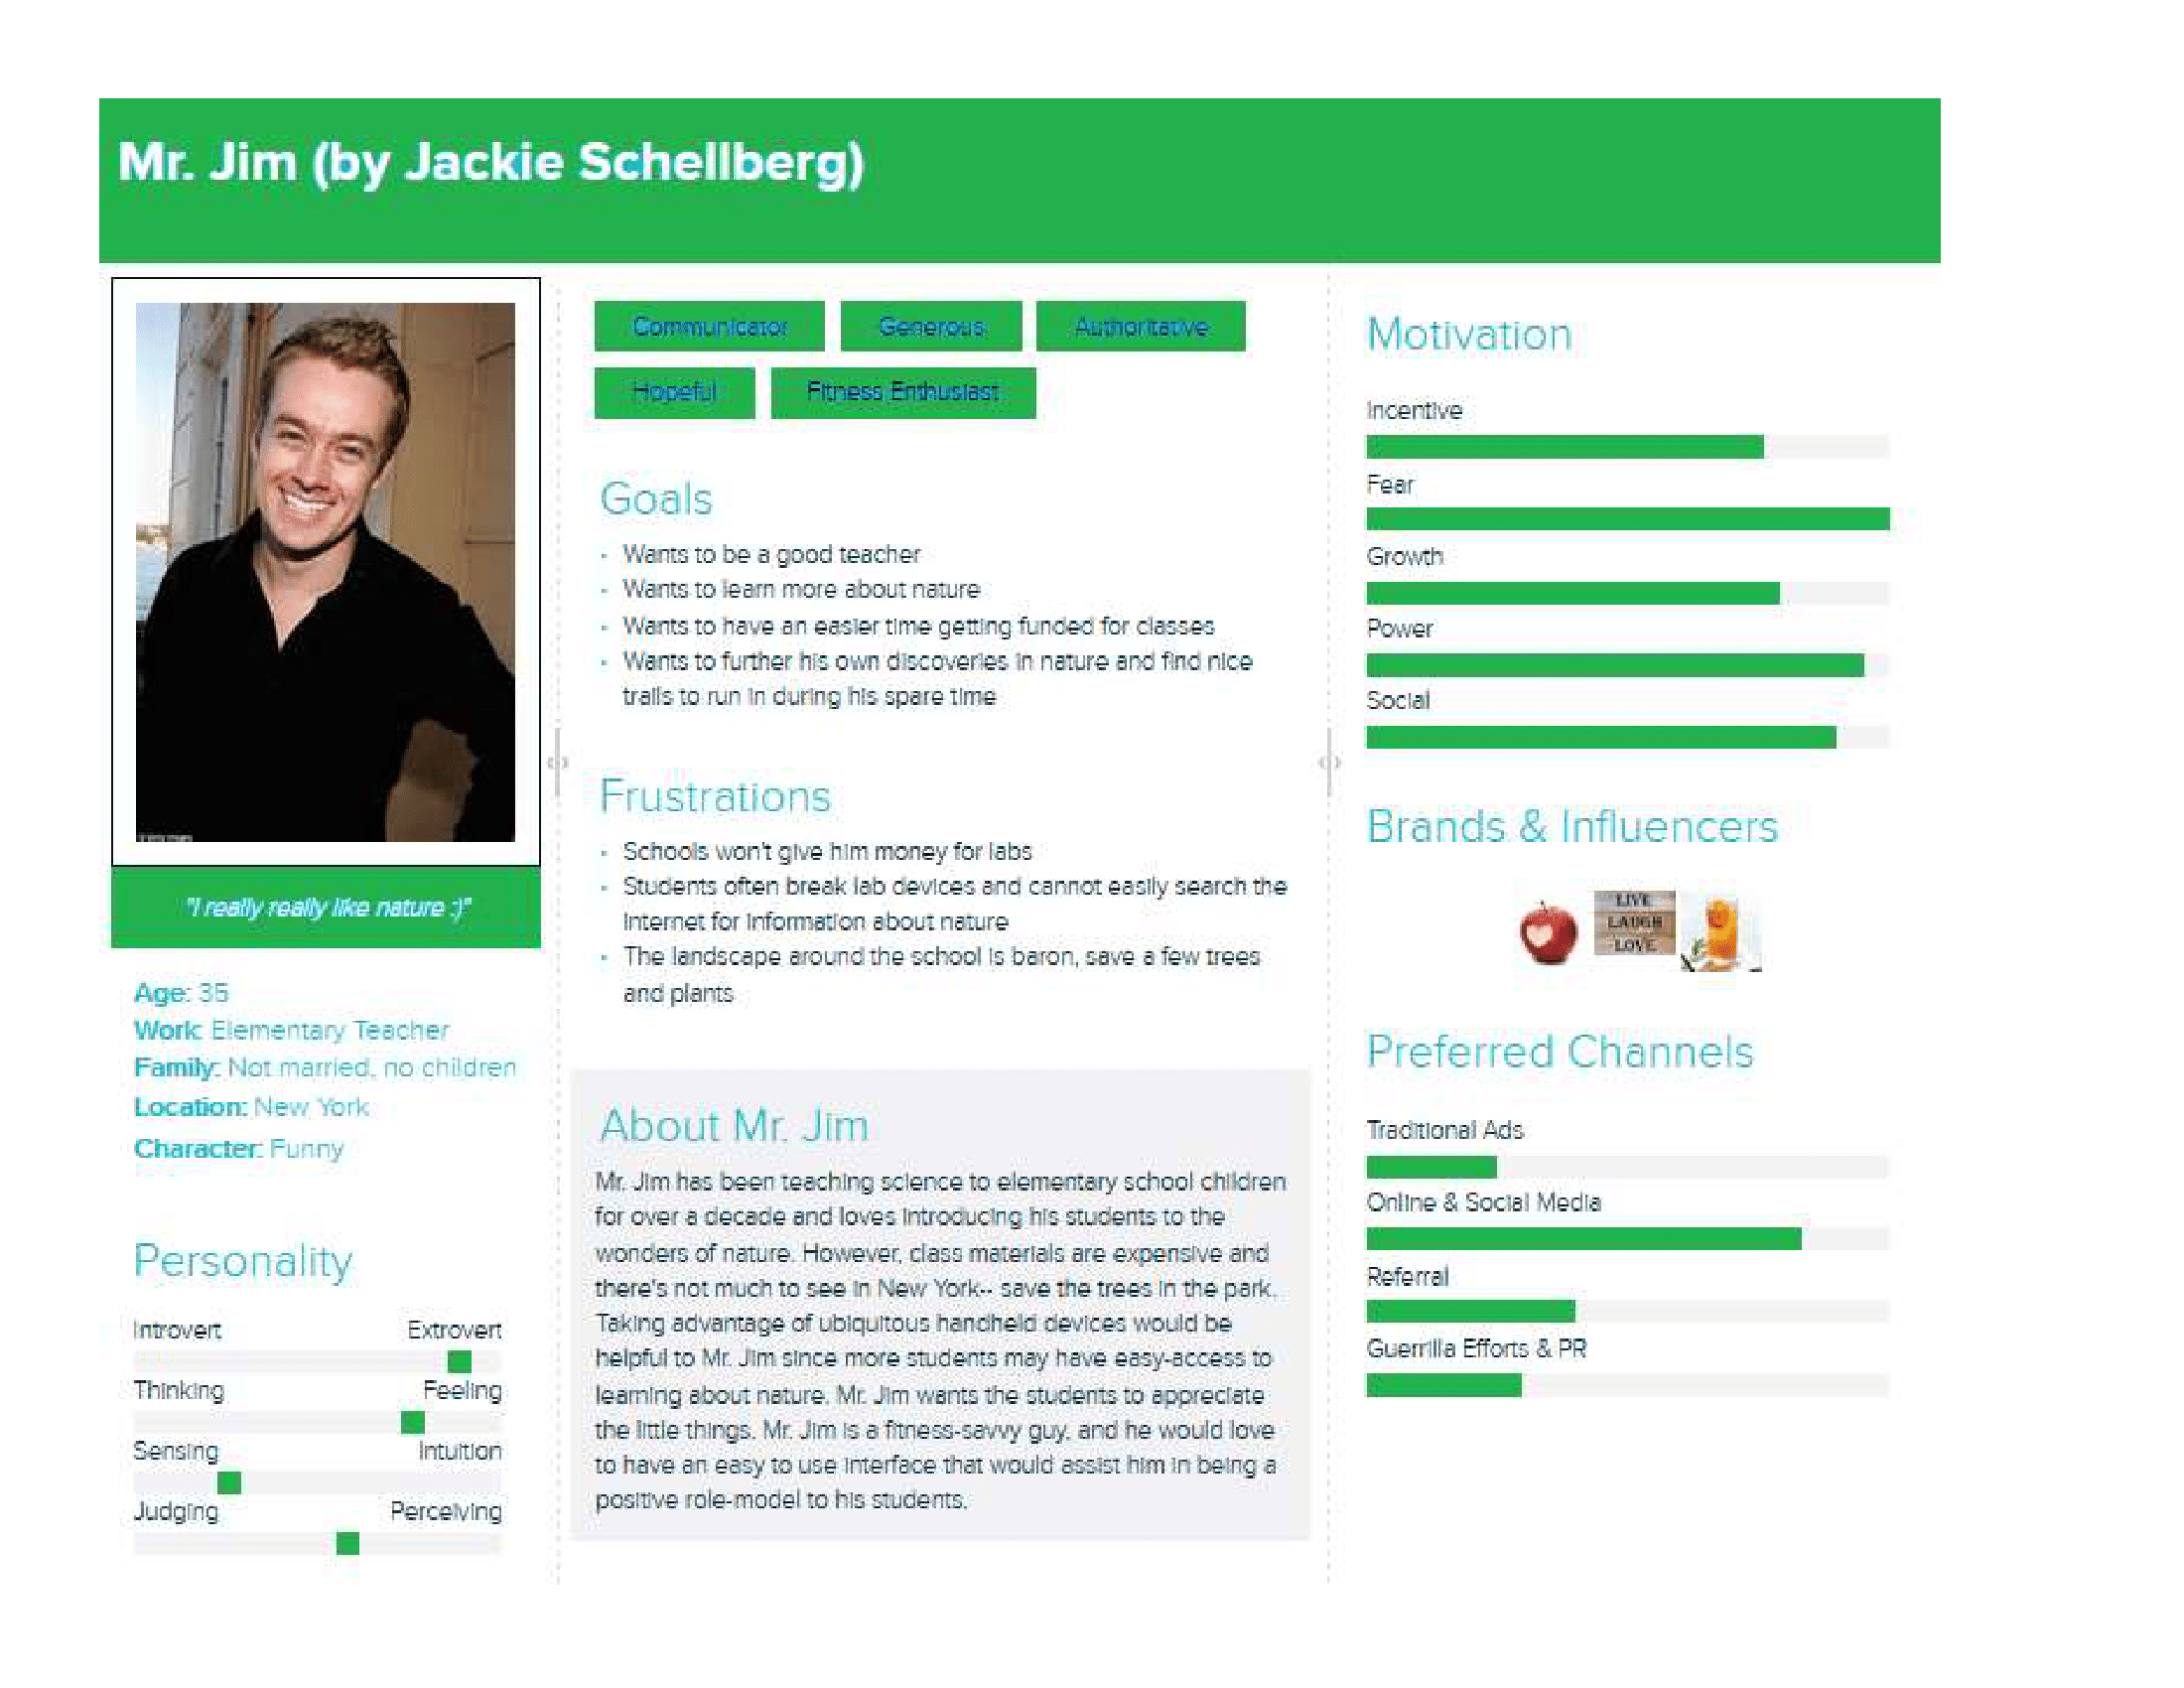 Mr. Jim (by Jackie Schellberg)
"I really really like nature :)"
Age: 35
Work: Elementary Teacher
Family: Not married, no children
Location: New York
Character: Funny
Personality
Introvert Extrovert
Thinking Feeling
Sensing Intuition
Judging Perceiving
Communicator Generous Authoritative
Hopeful Fitness Enthusiast
Goals
Wants to be a good teacher
Wants to learn more about nature
Wants to have an easier time getting funded for classes
Wants to further his own discoveries in nature and find nice
trails to run in during his spare time
Frustrations
Schools won't give him money for labs
Students often break lab devices and cannot easily search the
Internet for information about nature
The landscape around the school is baron, save a few trees
and plants
About Mr. Jim
Mr. Jim has been teaching science to elementary school children
for over a decade and loves introducing his students to the
wonders of nature. However, class materials are expensive and
there's not much to see in New York-- save the trees in the park.
Taking advantage of ubiquitous handheld devices would be
helpful to Mr. Jim since more students may have easy-access to
learning about nature. Mr. Jim wants the students to appreciate
the little things. Mr. Jim is a fitness-savvy guy, and he would love
to have an easy to use interface that would assist him in being a
positive role-model to his students.
Motivation
Incentive
Fear
Growth
Power
Social
Brands & Influencers
LIVE
LAUGH
LOVE
Preferred Channels
Traditional Ads
Online & Social Media
Referral
Guerrilla Efforts & PR